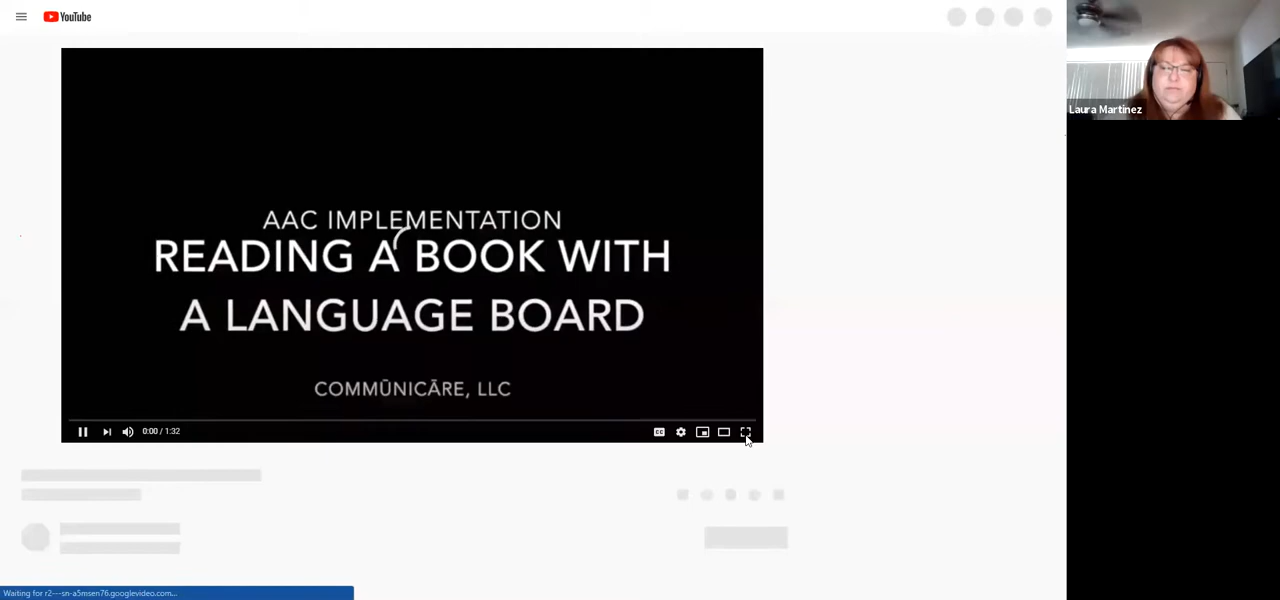 YouTube
Laura Martinez
AAC IMPLEMENTATION
READING A BOOK WITH
A LANGUAGE BOARD
COMMŪNICĀRE, LLC
0:00 / 1:32
CC
Waiting for r2---sn-a5msen76.googlevideo.com...